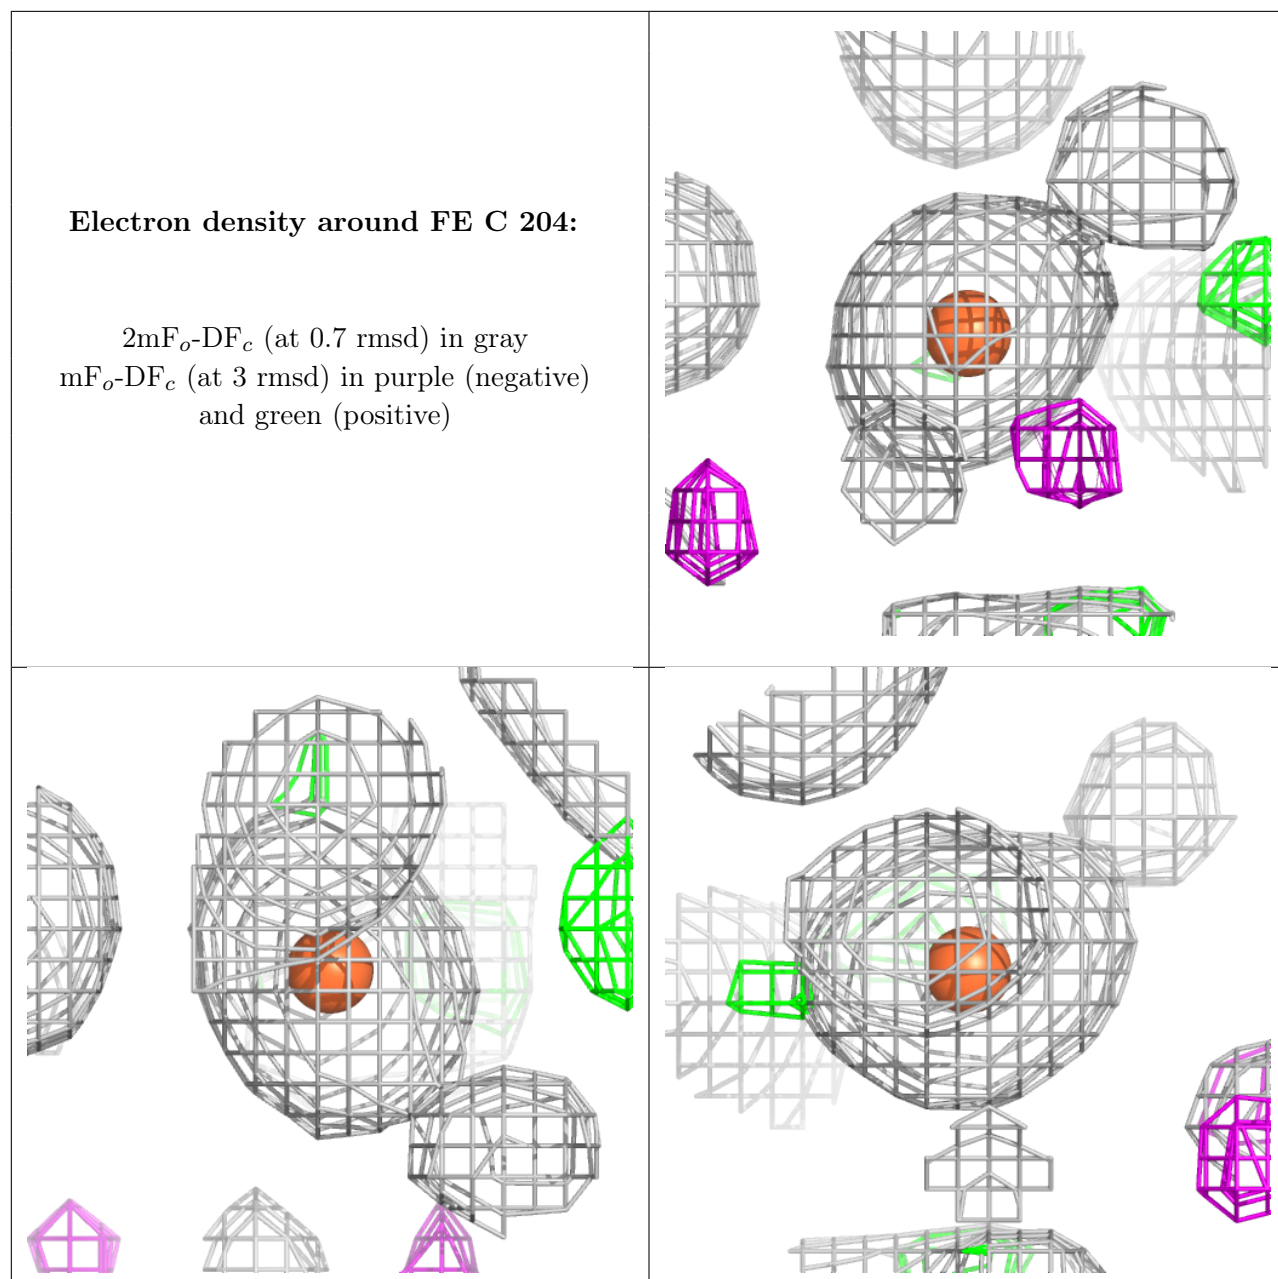 Electron density around FE C 204:
2mFo-DFc (at 0.7 rmsd) in gray
mFo-DFc (at 3 rmsd) in purple (negative)
and green (positive)